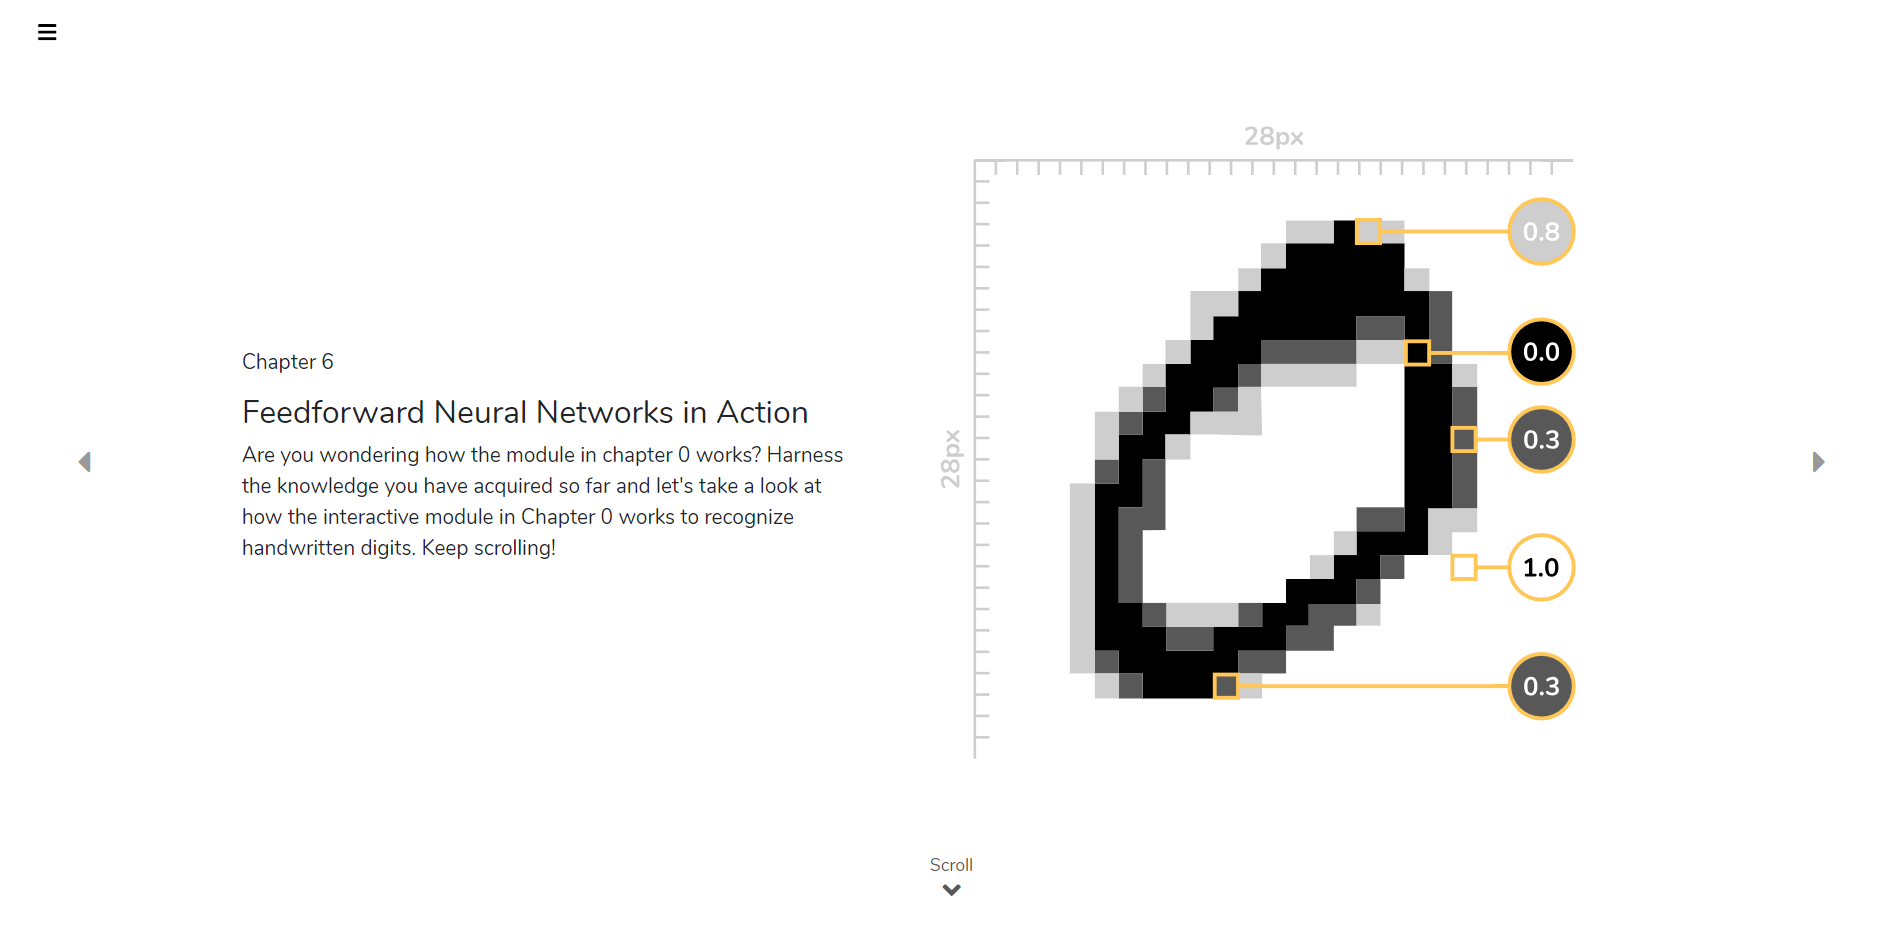 28px
28px
0.8
0.0
0.3
1.0
0.3
Chapter 6
Feedforward Neural Networks in Action
Are you wondering how the module in chapter 0 works? Harness
the knowledge you have acquired so far and let's take a look at
how the interactive module in Chapter 0 works to recognize
handwritten digits. Keep scrolling!
Scroll